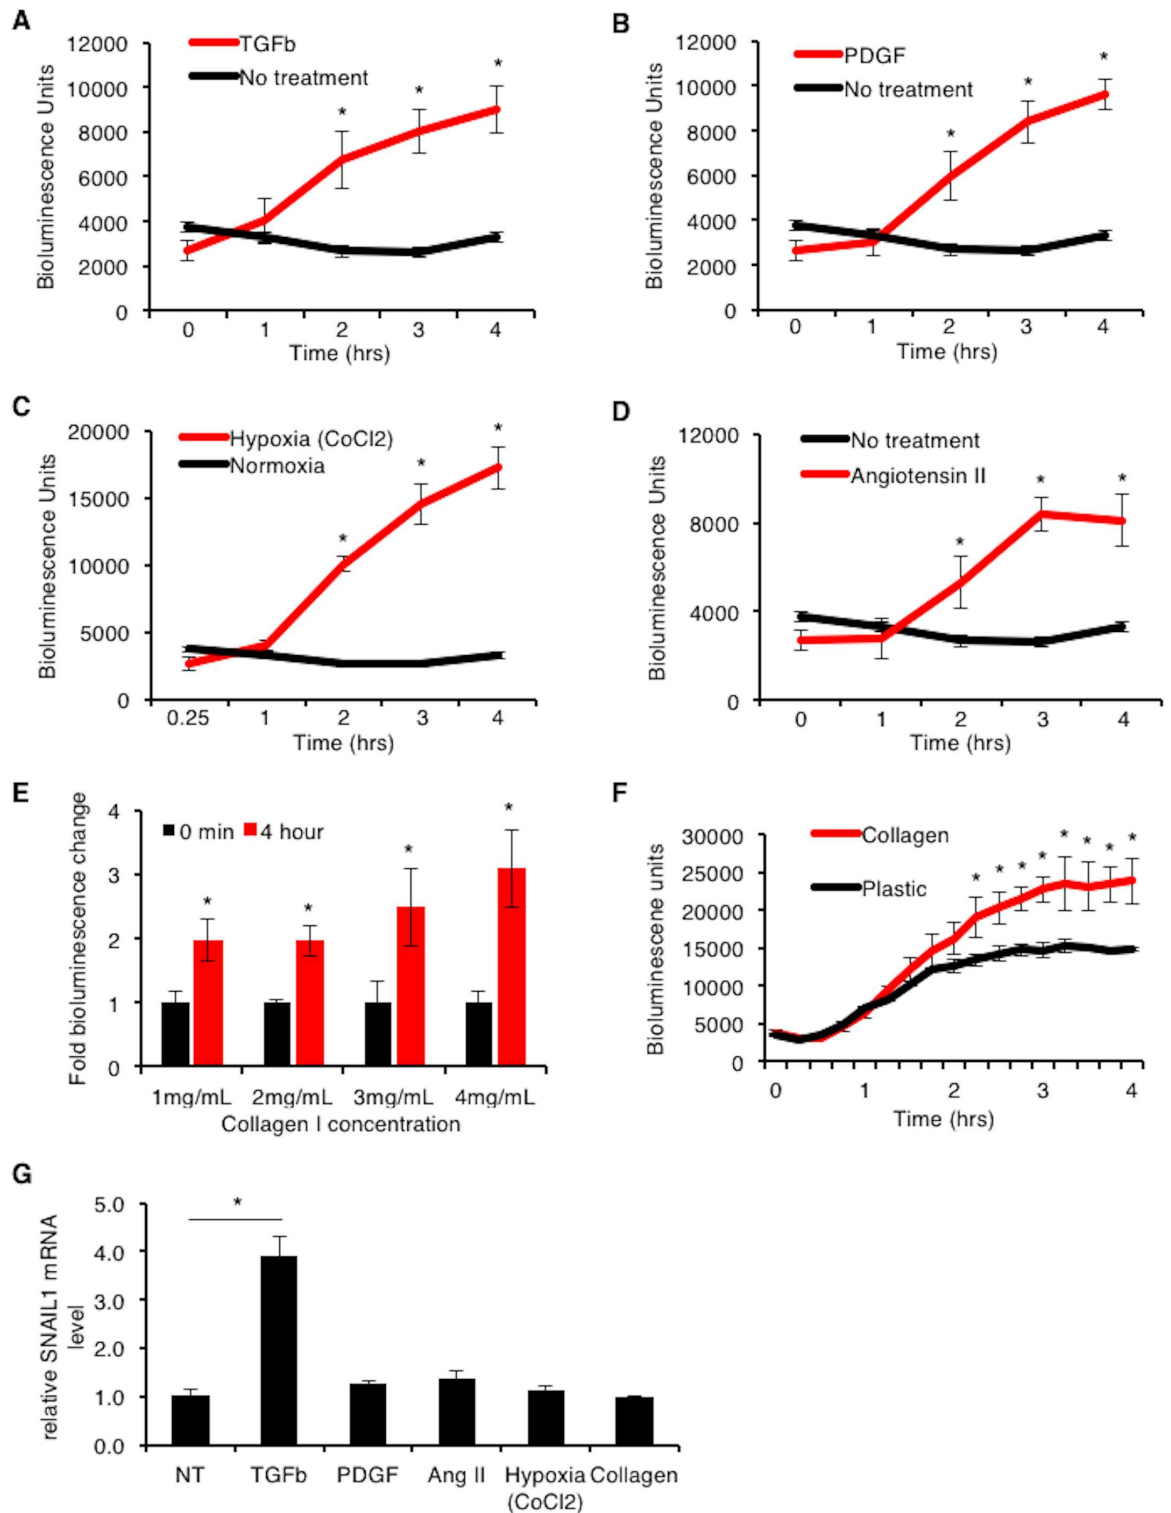 A
TGFb
No treatment
Bioluminescence Units
12000
10000
8000
6000
4000
2000
0
*
*
*
0 1 2 3 4
Time (hrs)
B
PDGF
No treatment
Bioluminescence Units
12000
10000
8000
6000
4000
2000
0
*
*
*
0 1 2 3 4
Time (hrs)
C
Hypoxia (CoCl2)
Normoxia
Bioluminescence Units
20000
15000
10000
5000
0
*
*
*
0.25 1 2 3 4
Time (hrs)
D
No treatment
Angiotensin II
Bioluminescence Units
12000
8000
4000
0
*
*
*
0 1 2 3 4
Time (hrs)
E
0 min 4 hour
Fold bioluminescence change
4
3
2
1
0
*
*
*
*
1mg/mL 2mg/mL 3mg/mL 4mg/mL
Collagen I concentration
F
Collagen
Plastic
Bioluminescene units
30000
25000
20000
15000
10000
5000
0
* * * * * * * *
0 1 2 3 4
Time (hrs)
G
relative SNAIL1 mRNA
level
5.0
4.0
3.0
2.0
1.0
0.0
*
NT TGFb PDGF Ang II Hypoxia Collagen
(CoCl2)